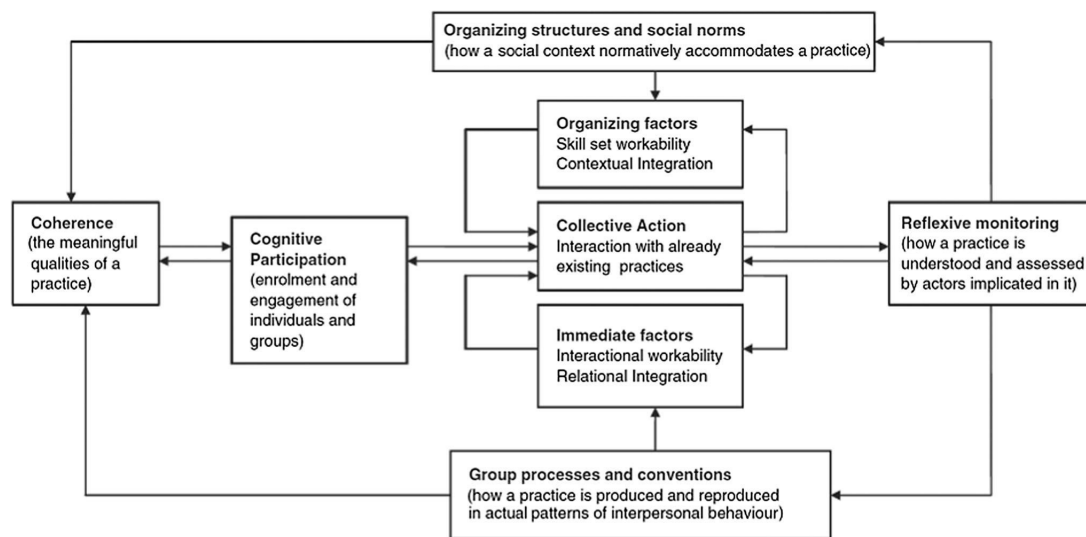 Organizing structures and social norms
(how a social context normatively accommodates a practice)
Organizing factors
Skill set workability
Contextual Integration
Coherence
(the meaningful
qualities of a
practice)
Cognitive
Participation
(enrolment and
engagement of
individuals and
groups)
Collective Action
Interaction with already
existing practices
Reflexive monitoring
(how a practice is
understood and assessed
by actors implicated in it)
Immediate factors
Interactional workability
Relational Integration
Group processes and conventions
(how a practice is produced and reproduced
in actual patterns of interpersonal behaviour)